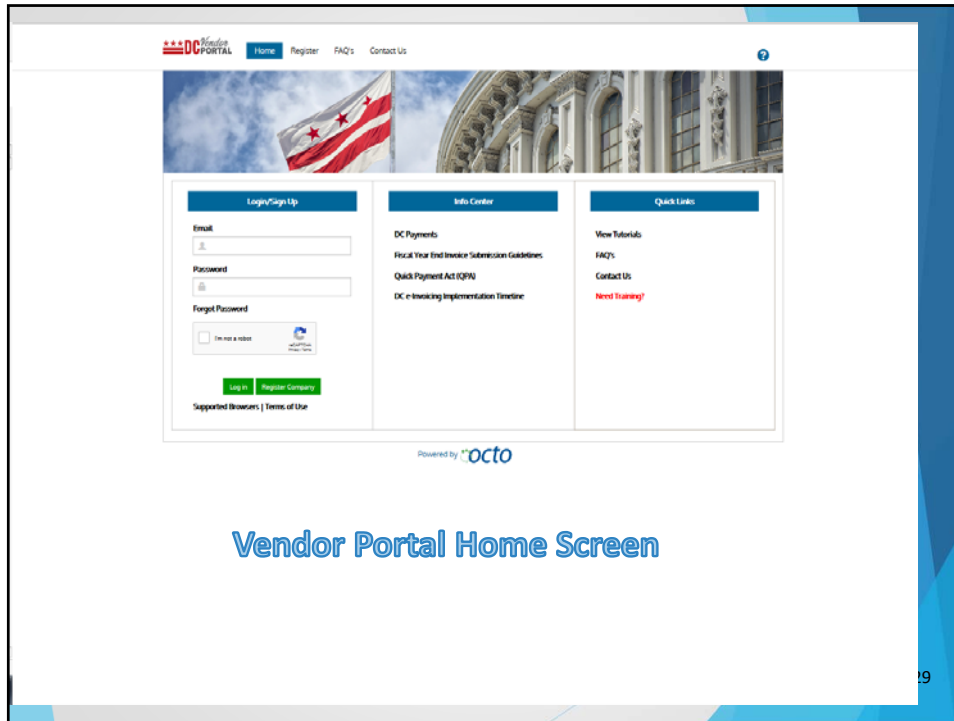 DC Vendor PORTAL Home Register FAQ's Contact Us
?
Login/Sign Up
Email
Password
Forgot Password
I'm not a robot
reCAPTCHA
Privacy - Terms
Log in Register Company
Supported Browsers | Terms of Use
Info Center
DC Payments
Fiscal Year End Invoice Submission Guidelines
Quick Payment Act (QPA)
DC e-Invoicing Implementation Timeline
Quick Links
View Tutorials
FAQ's
Contact Us
Need Training?
Powered by octo
Vendor Portal Home Screen
29